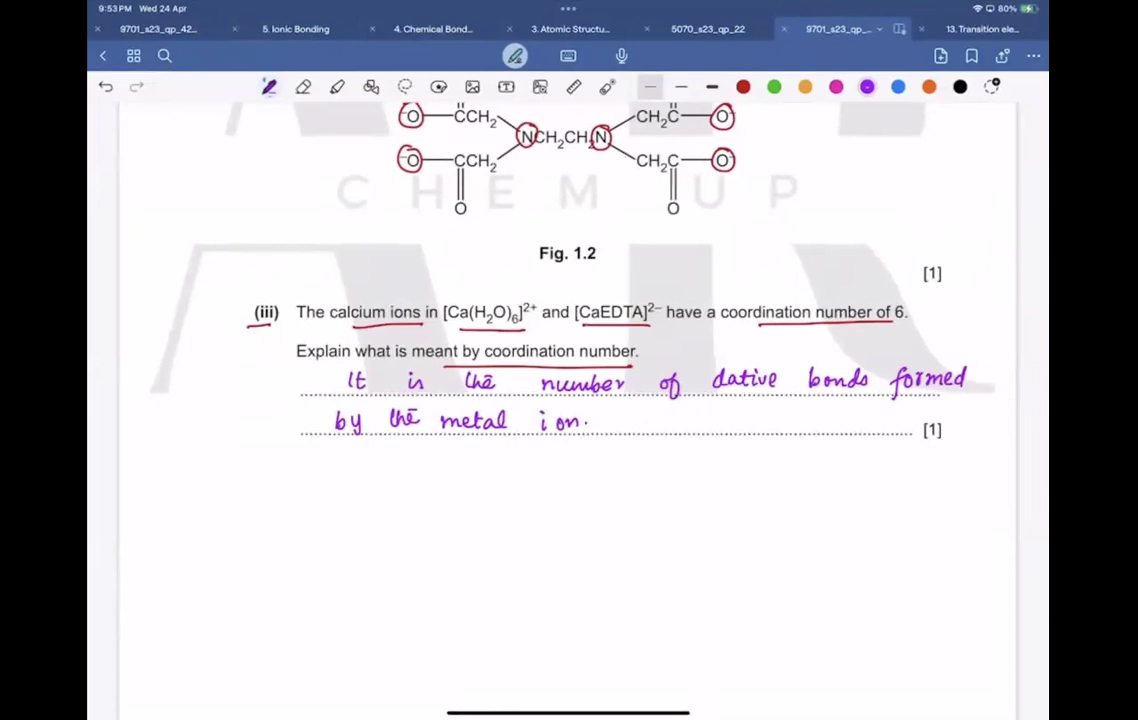 9:53 PM Wed 24 Apr
80%
9701_s23_qp_42...
5. Ionic Bonding
4. Chemical Bond...
3. Atomic Structu...
5070_s23_qp_22
9701_s23_qp_...
13. Transition ele...
⁻O CCH₂ CH₂C O⁻
NCH₂CH₂N
⁻O CCH₂ CH₂C O⁻
O O
CHEM UP
Fig. 1.2
[1]
(iii) The calcium ions in [Ca(H₂O)₆]²⁺ and [CaEDTA]²⁻ have a coordination number of 6.
Explain what is meant by coordination number.
It is the number of dative bonds formed
by the metal ion.
[1]